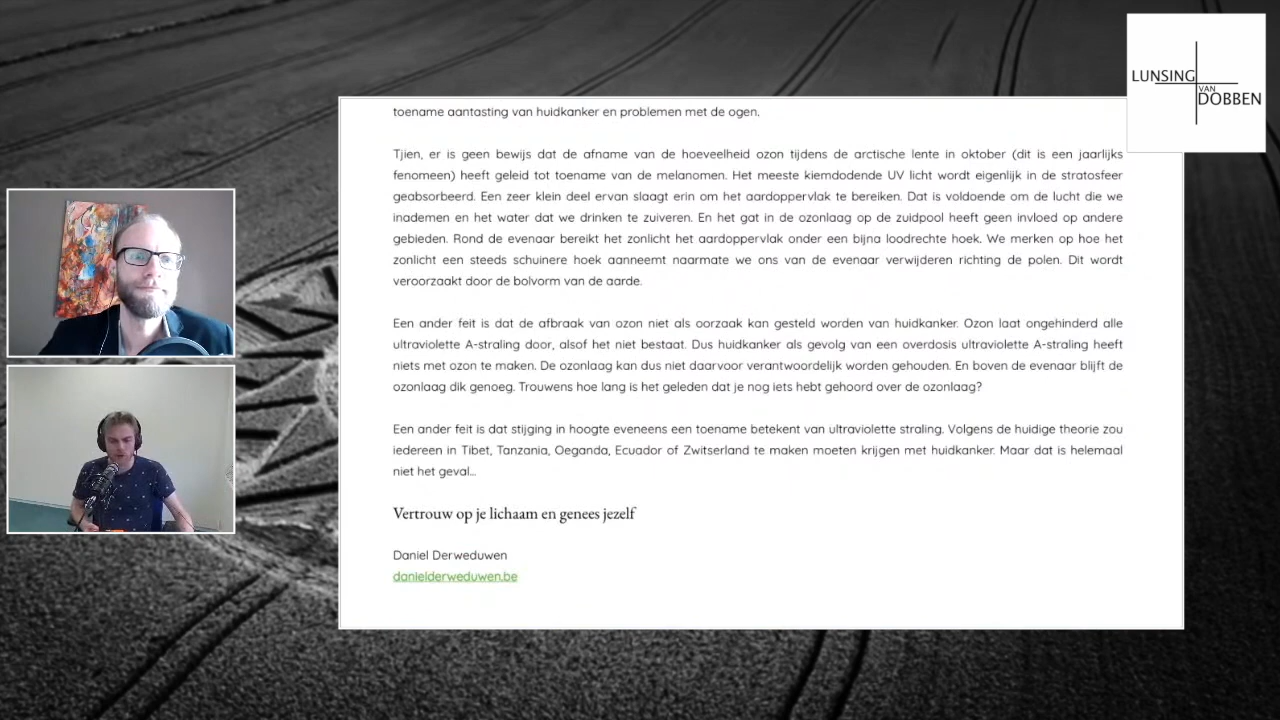 LUNSING
VAN
DOBBEN
toename aantasting van huidkanker en problemen met de ogen.
Tjien, er is geen bewijs dat de afname van de hoeveelheid ozon tijdens de arctische lente in oktober (dit is een jaarlijks
fenomeen) heeft geleid tot toename van de melanomen. Het meeste kiemdodende UV licht wordt eigenlijk in de stratosfeer
geabsorbeerd. Een zeer klein deel ervan slaagt erin om het aardoppervlak te bereiken. Dat is voldoende om de lucht die we
inademen en het water dat we drinken te zuiveren. En het gat in de ozonlaag op de zuidpool heeft geen invloed op andere
gebieden. Rond de evenaar bereikt het zonlicht het aardoppervlak onder een bijna loodrechte hoek. We merken op hoe het
zonlicht een steeds schuinere hoek aanneemt naarmate we ons van de evenaar verwijderen richting de polen. Dit wordt
veroorzaakt door de bolvorm van de aarde.
Een ander feit is dat de afbraak van ozon niet als oorzaak kan gesteld worden van huidkanker. Ozon laat ongehinderd alle
ultraviolette A-straling door, alsof het niet bestaat. Dus huidkanker als gevolg van een overdosis ultraviolette A-straling heeft
niets met ozon te maken. De ozonlaag kan dus niet daarvoor verantwoordelijk worden gehouden. En boven de evenaar blijft de
ozonlaag dik genoeg. Trouwens hoe lang is het geleden dat je nog iets hebt gehoord over de ozonlaag?
Een ander feit is dat stijging in hoogte eveneens een toename betekent van ultraviolette straling. Volgens de huidige theorie zou
iedereen in Tibet, Tanzania, Oeganda, Ecuador of Zwitserland te maken moeten krijgen met huidkanker. Maar dat is helemaal
niet het geval…
Vertrouw op je lichaam en genees jezelf
Daniel Derweduwen
danielderweduwen.be